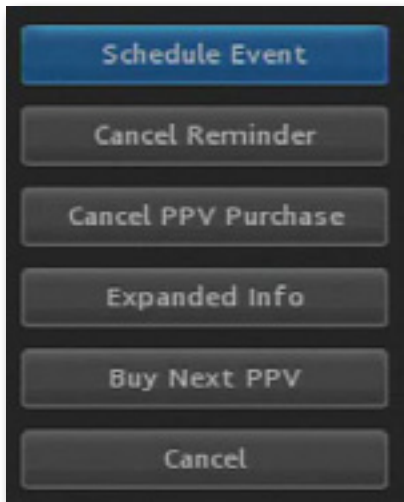 Schedule Event
Cancel Reminder
Cancel PPV Purchase
Expanded Info
Buy Next PPV
Cancel